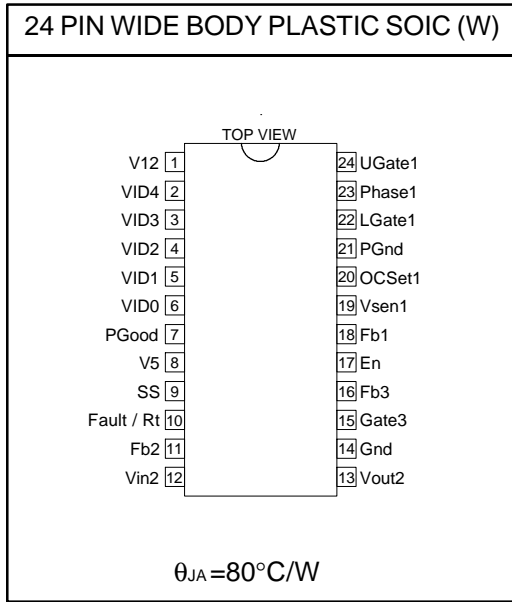 24 PIN WIDE BODY PLASTIC SOIC (W)
TOP VIEW
V12 1 24 UGate1
VID4 2 23 Phase1
VID3 3 22 LGate1
VID2 4 21 PGnd
VID1 5 20 OCSet1
VID0 6 19 Vsen1
PGood 7 18 Fb1
V5 8 17 En
SS 9 16 Fb3
Fault / Rt 10 15 Gate3
Fb2 11 14 Gnd
Vin2 12 13 Vout2
θJA =80°C/W